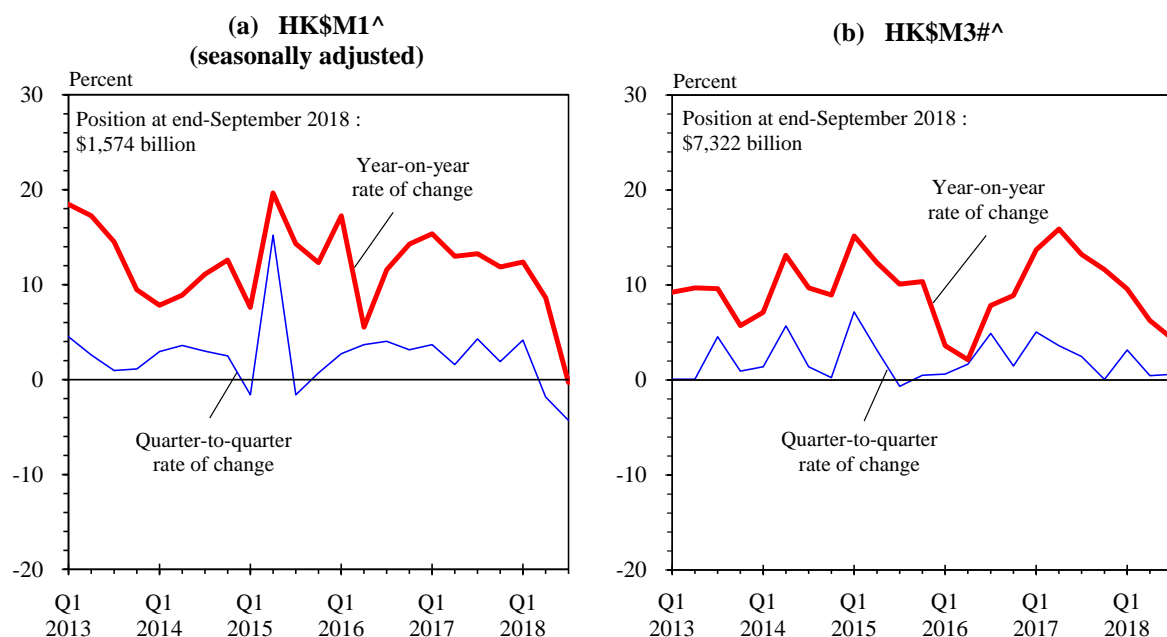 (a) HK$M1^
(seasonally adjusted)
Percent
30
20
10
0
-10
-20
Position at end-September 2018 :
$1,574 billion
Year-on-year
rate of change
Quarter-to-quarter
rate of change
Q1 Q1 Q1 Q1 Q1 Q1
2013 2014 2015 2016 2017 2018
(b) HK$M3#^
Percent
30
20
10
0
-10
-20
Position at end-September 2018 :
$7,322 billion
Year-on-year
rate of change
Quarter-to-quarter
rate of change
Q1 Q1 Q1 Q1 Q1 Q1
2013 2014 2015 2016 2017 2018